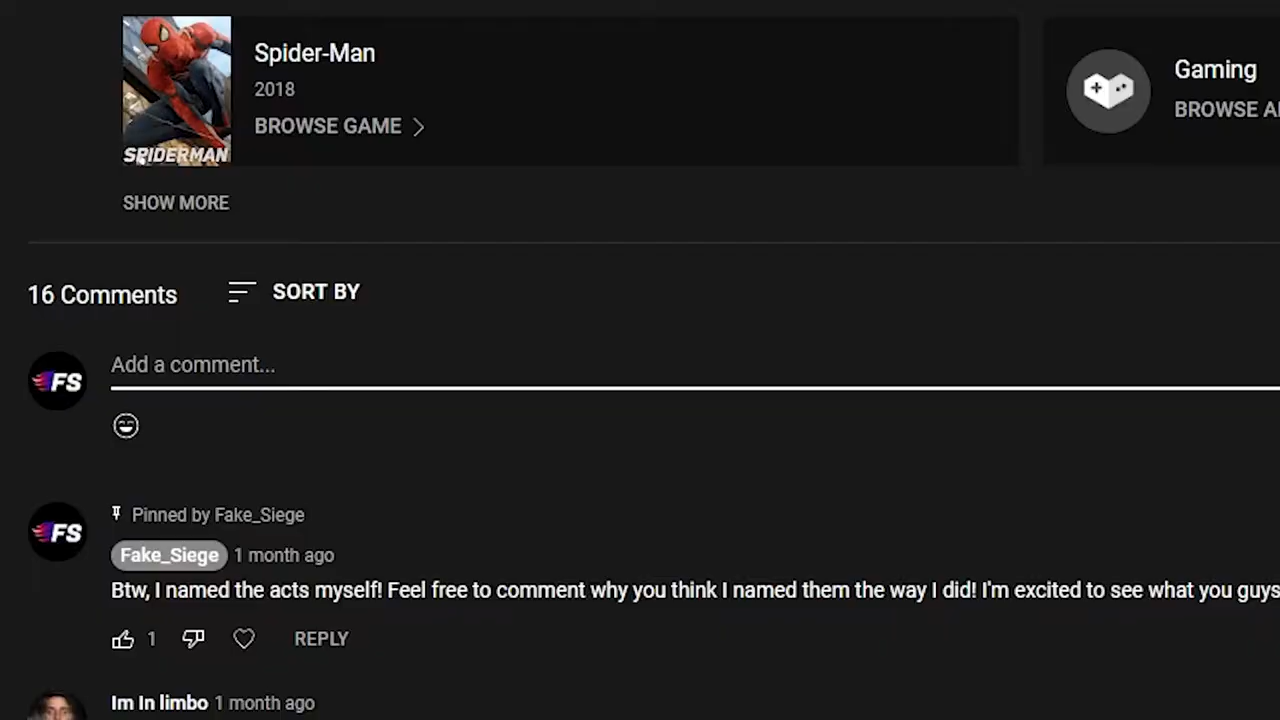 Spider-Man
2018
BROWSE GAME
SPIDERMAN
Gaming
BROWSE A
SHOW MORE
16 Comments
SORT BY
FS
Add a comment...
FS
Pinned by Fake_Siege
Fake_Siege 1 month ago
Btw, I named the acts myself! Feel free to comment why you think I named them the way I did! I'm excited to see what you guys
1
REPLY
Im In limbo 1 month ago